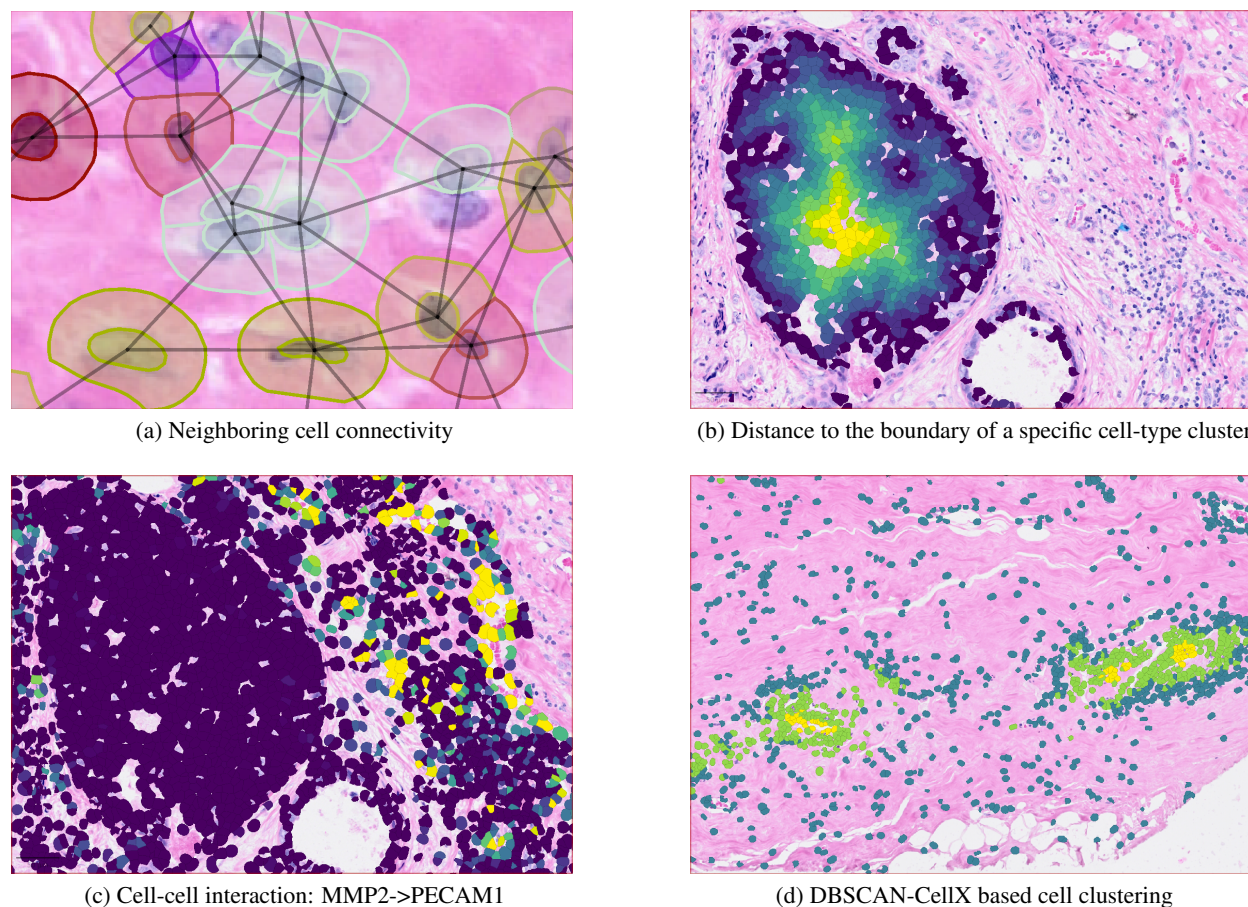 (a) Neighboring cell connectivity
(b) Distance to the boundary of a specific cell-type cluster
(c) Cell-cell interaction: MMP2->PECAM1
(d) DBSCAN-CellX based cell clustering